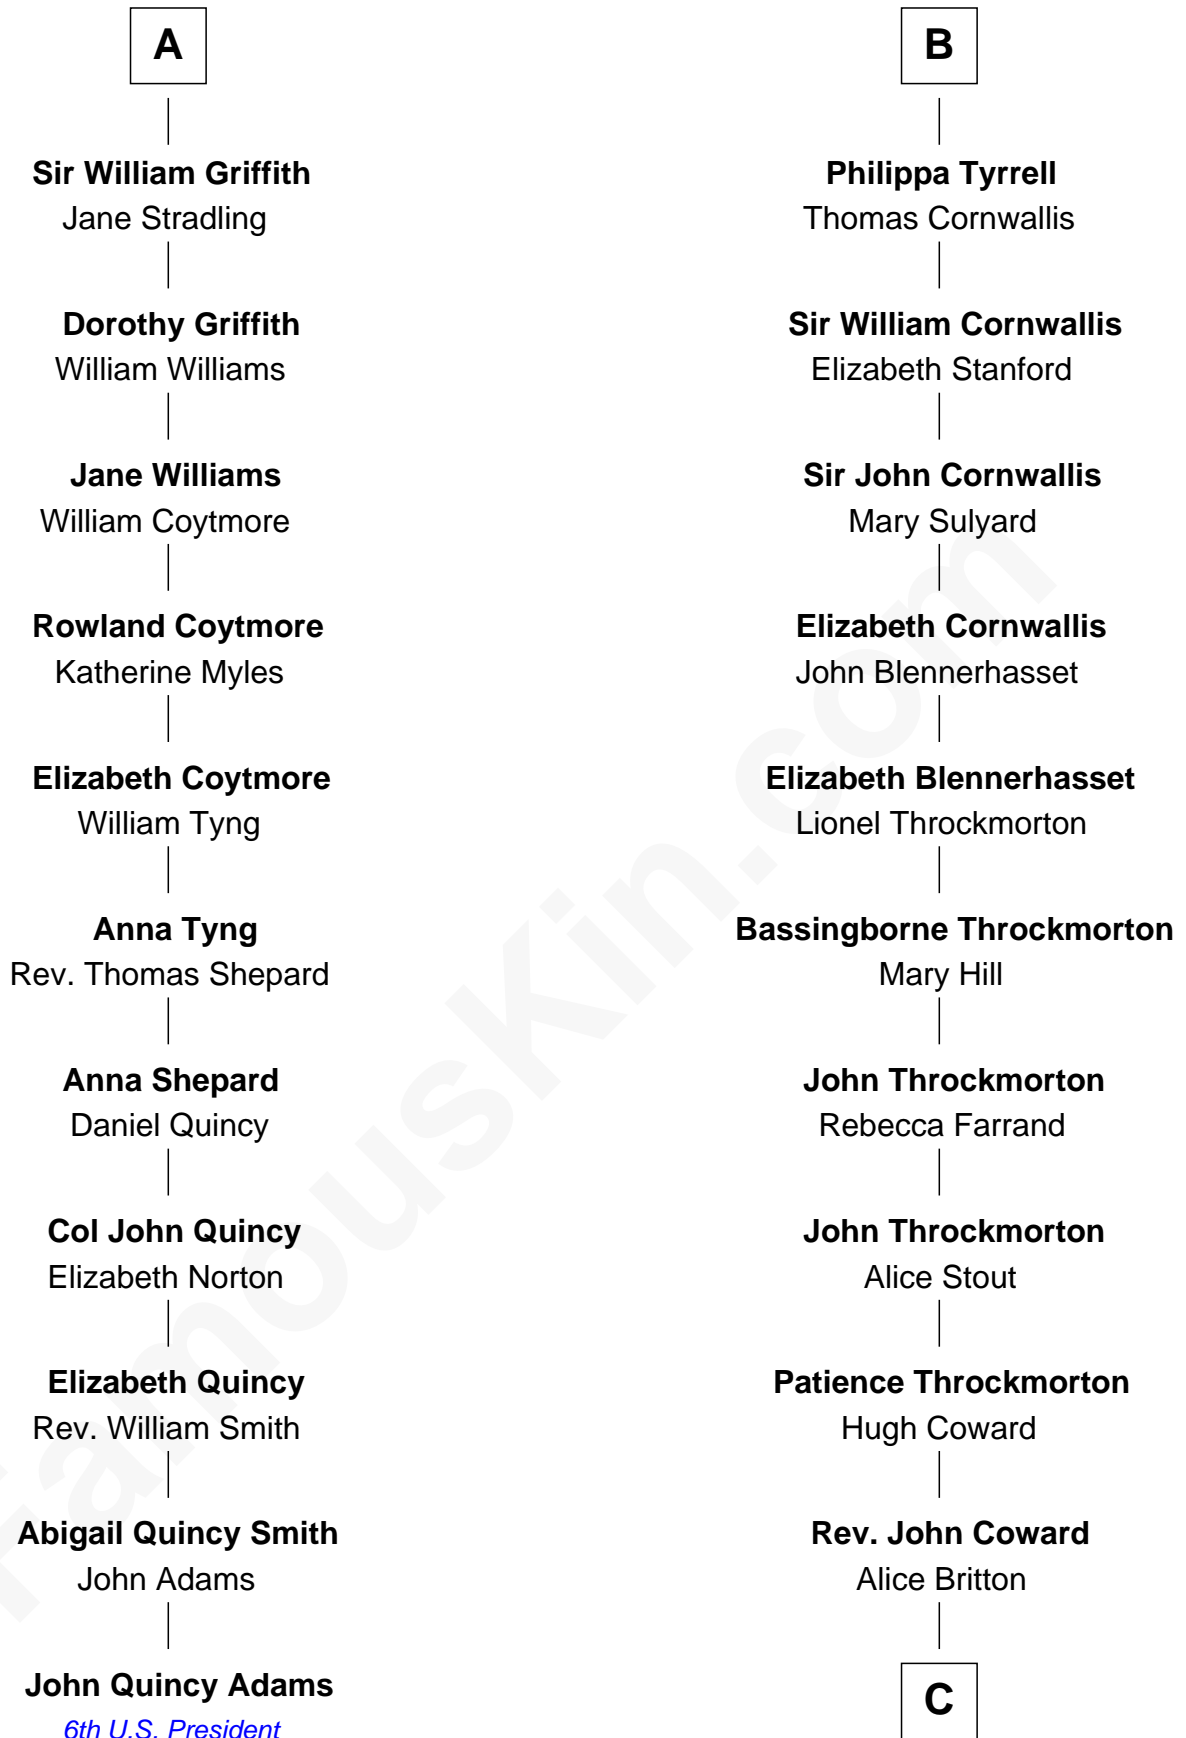 A
Sir William Griffith
Jane Stradling
Dorothy Griffith
William Williams
Jane Williams
William Coytmore
Rowland Coytmore
Katherine Myles
Elizabeth Coytmore
William Tyng
Anna Tyng
Rev. Thomas Shepard
Anna Shepard
Daniel Quincy
Col John Quincy
Elizabeth Norton
Elizabeth Quincy
Rev. William Smith
Abigail Quincy Smith
John Adams
John Quincy Adams
6th U.S. President
B
Philippa Tyrrell
Thomas Cornwallis
Sir William Cornwallis
Elizabeth Stanford
Sir John Cornwallis
Mary Sulyard
Elizabeth Cornwallis
John Blennerhasset
Elizabeth Blennerhasset
Lionel Throckmorton
Bassingborne Throckmorton
Mary Hill
John Throckmorton
Rebecca Farrand
John Throckmorton
Alice Stout
Patience Throckmorton
Hugh Coward
Rev. John Coward
Alice Britton
C
FamousKin.com